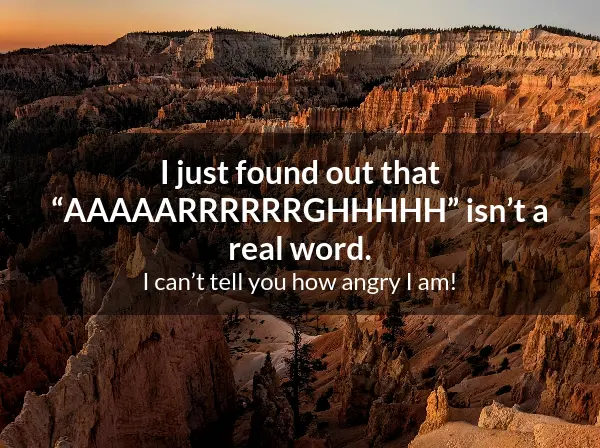 I just found out that
“AAAAARRRRRRGHHHHH” isn’t a
real word.
I can’t tell you how angry I am!